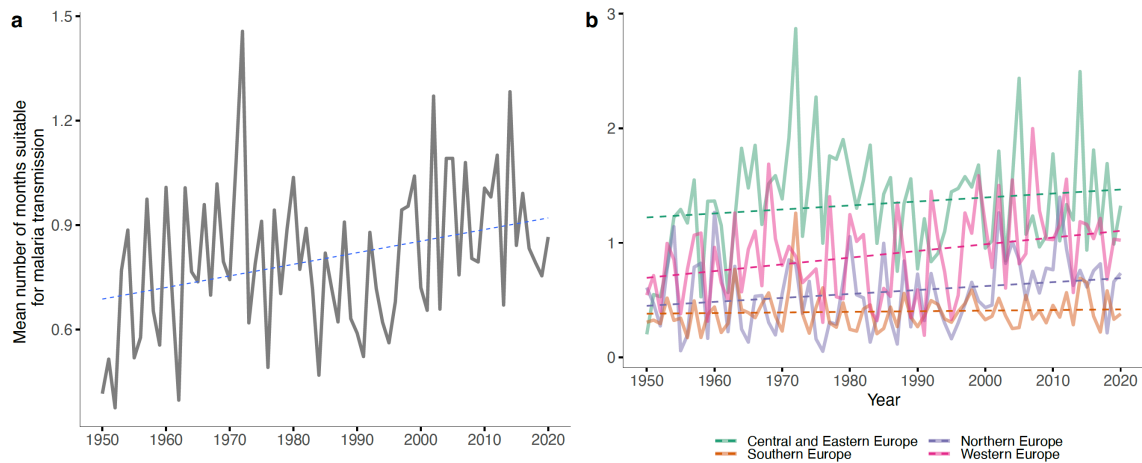 a
Mean number of months suitable
for malaria transmission
1.5
1.2
0.9
0.6
1950 1960 1970 1980 1990 2000 2010 2020
b
3
2
1
0
1950 1960 1970 1980 1990 2000 2010 2020
Year
Central and Eastern Europe Northern Europe
Southern Europe Western Europe